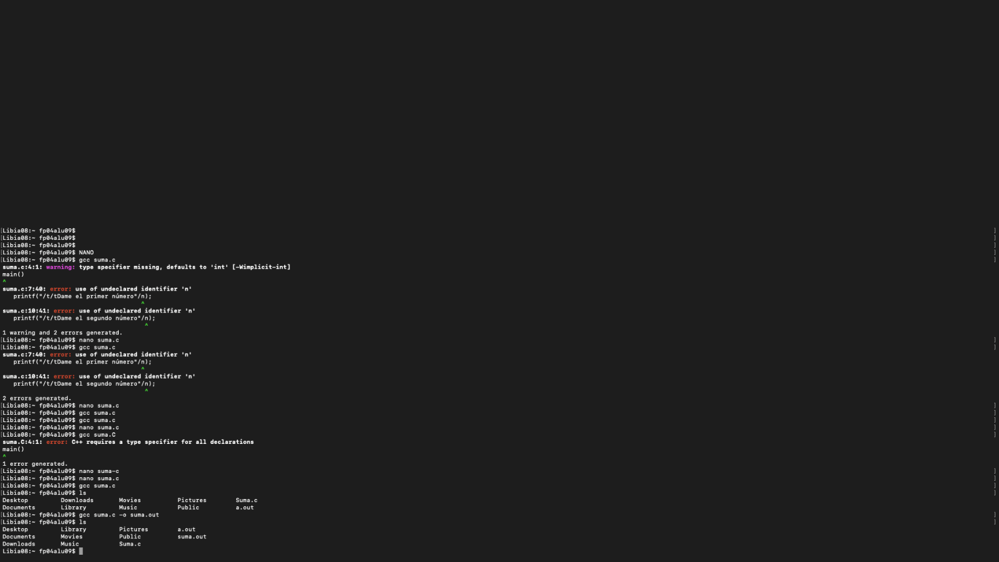 [Libia08:~ fp04alu09$ ]
[Libia08:~ fp04alu09$ ]
[Libia08:~ fp04alu09$ ]
[Libia08:~ fp04alu09$ NANO ]
[Libia08:~ fp04alu09$ gcc suma.c ]
suma.c:4:1: warning: type specifier missing, defaults to 'int' [-Wimplicit-int]
main()
^
suma.c:7:40: error: use of undeclared identifier 'n'
   printf("/t/tDame el primer número"/n);
                                      ^
suma.c:10:41: error: use of undeclared identifier 'n'
   printf("/t/tDame el segundo número"/n);
                                       ^
1 warning and 2 errors generated.
[Libia08:~ fp04alu09$ nano suma.c ]
[Libia08:~ fp04alu09$ gcc suma.c ]
suma.c:7:40: error: use of undeclared identifier 'n'
   printf("/t/tDame el primer número"/n);
                                      ^
suma.c:10:41: error: use of undeclared identifier 'n'
   printf("/t/tDame el segundo número"/n);
                                       ^
2 errors generated.
[Libia08:~ fp04alu09$ nano suma.c ]
[Libia08:~ fp04alu09$ gcc suma.c ]
[Libia08:~ fp04alu09$ gcc suma.c ]
[Libia08:~ fp04alu09$ nano suma.c ]
[Libia08:~ fp04alu09$ gcc suma.C ]
suma.C:4:1: error: C++ requires a type specifier for all declarations
main()
^
1 error generated.
[Libia08:~ fp04alu09$ nano suma-c ]
[Libia08:~ fp04alu09$ nano suma.c ]
[Libia08:~ fp04alu09$ gcc suma.c ]
[Libia08:~ fp04alu09$ ls ]
Desktop         Downloads       Movies          Pictures        Suma.c
Documents       Library         Music           Public          a.out
[Libia08:~ fp04alu09$ gcc suma.c -o suma.out ]
[Libia08:~ fp04alu09$ ls ]
Desktop         Library         Pictures        a.out
Documents       Movies          Public          suma.out
Downloads       Music           Suma.c
Libia08:~ fp04alu09$